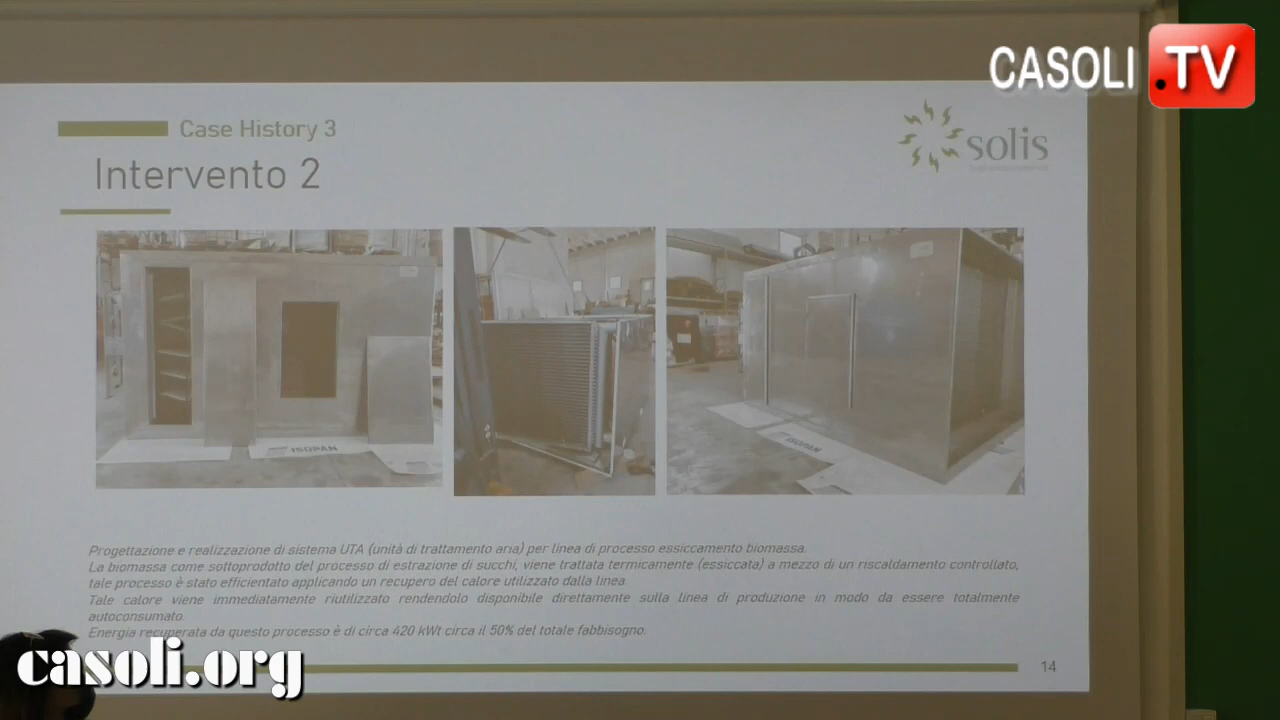 CASOLI .TV
Case History 3
solis
Intervento 2
ISOPAN
ISOPAN
Progettazione e realizzazione di sistema UTA (unità di trattamento aria) per linea di processo essiccamento biomassa.
La biomassa come sottoprodotto del processo di estrazione di succhi, viene trattata termicamente (essiccata) a mezzo di un riscaldamento controllato,
tale processo è stato efficientato applicando un recupero del calore utilizzato dalla linea.
Tale calore viene immediatamente riutilizzato rendendolo disponibile direttamente sulla linea di produzione in modo da essere totalmente
autoconsumato.
Energia recuperata da questo processo è di circa 420 kWt circa il 50% del totale fabbisogno.
casoli.org
14